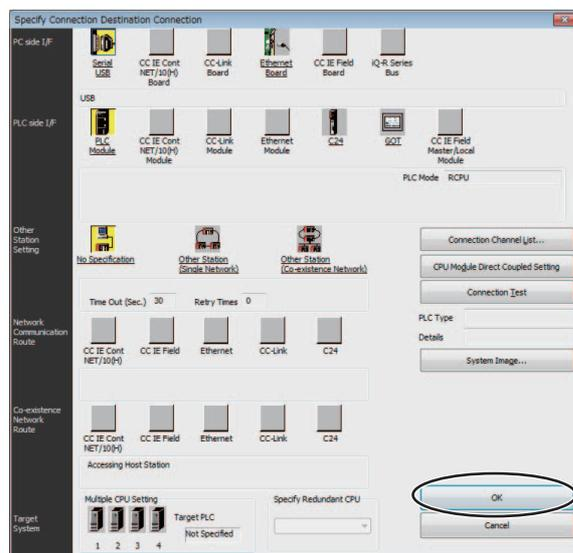 Specify Connection Destination Connection
PC side I/F
Serial USB
CC IE Cont NET/10(H) Board
CC-Link Board
Ethernet Board
CC IE Field Board
iQ-R Series Bus
USB
PLC side I/F
PLC Module
CC IE Cont NET/10(H) Module
CC-Link Module
Ethernet Module
C24
GOT
CC IE Field Master/Local Module
PLC Mode RCPU
Other Station Setting
No Specification
Other Station (Single Network)
Other Station (Co-existence Network)
Time Out (Sec.) 30
Retry Times 0
Connection Channel List...
CPU Module Direct Coupled Setting
Connection Test
PLC Type
Details
System Image...
Network Communication Route
CC IE Cont NET/10(H)
CC IE Field
Ethernet
CC-Link
C24
Co-existence Network Route
CC IE Cont NET/10(H)
CC IE Field
Ethernet
CC-Link
C24
Accessing Host Station
Target System
Multiple CPU Setting
1 2 3 4
Target PLC
Not Specified
Specify Redundant CPU
OK
Cancel